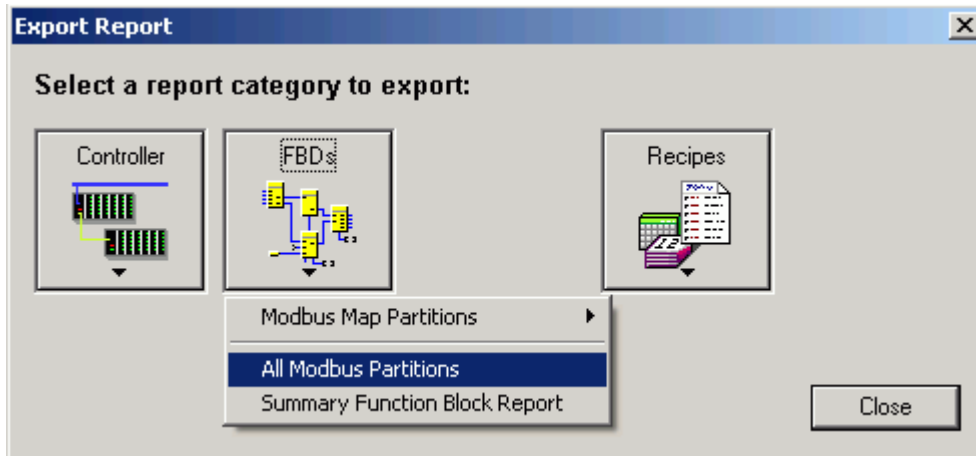 Export Report
Select a report category to export:
Controller
FBDs
Recipes
Modbus Map Partitions
All Modbus Partitions
Summary Function Block Report
Close